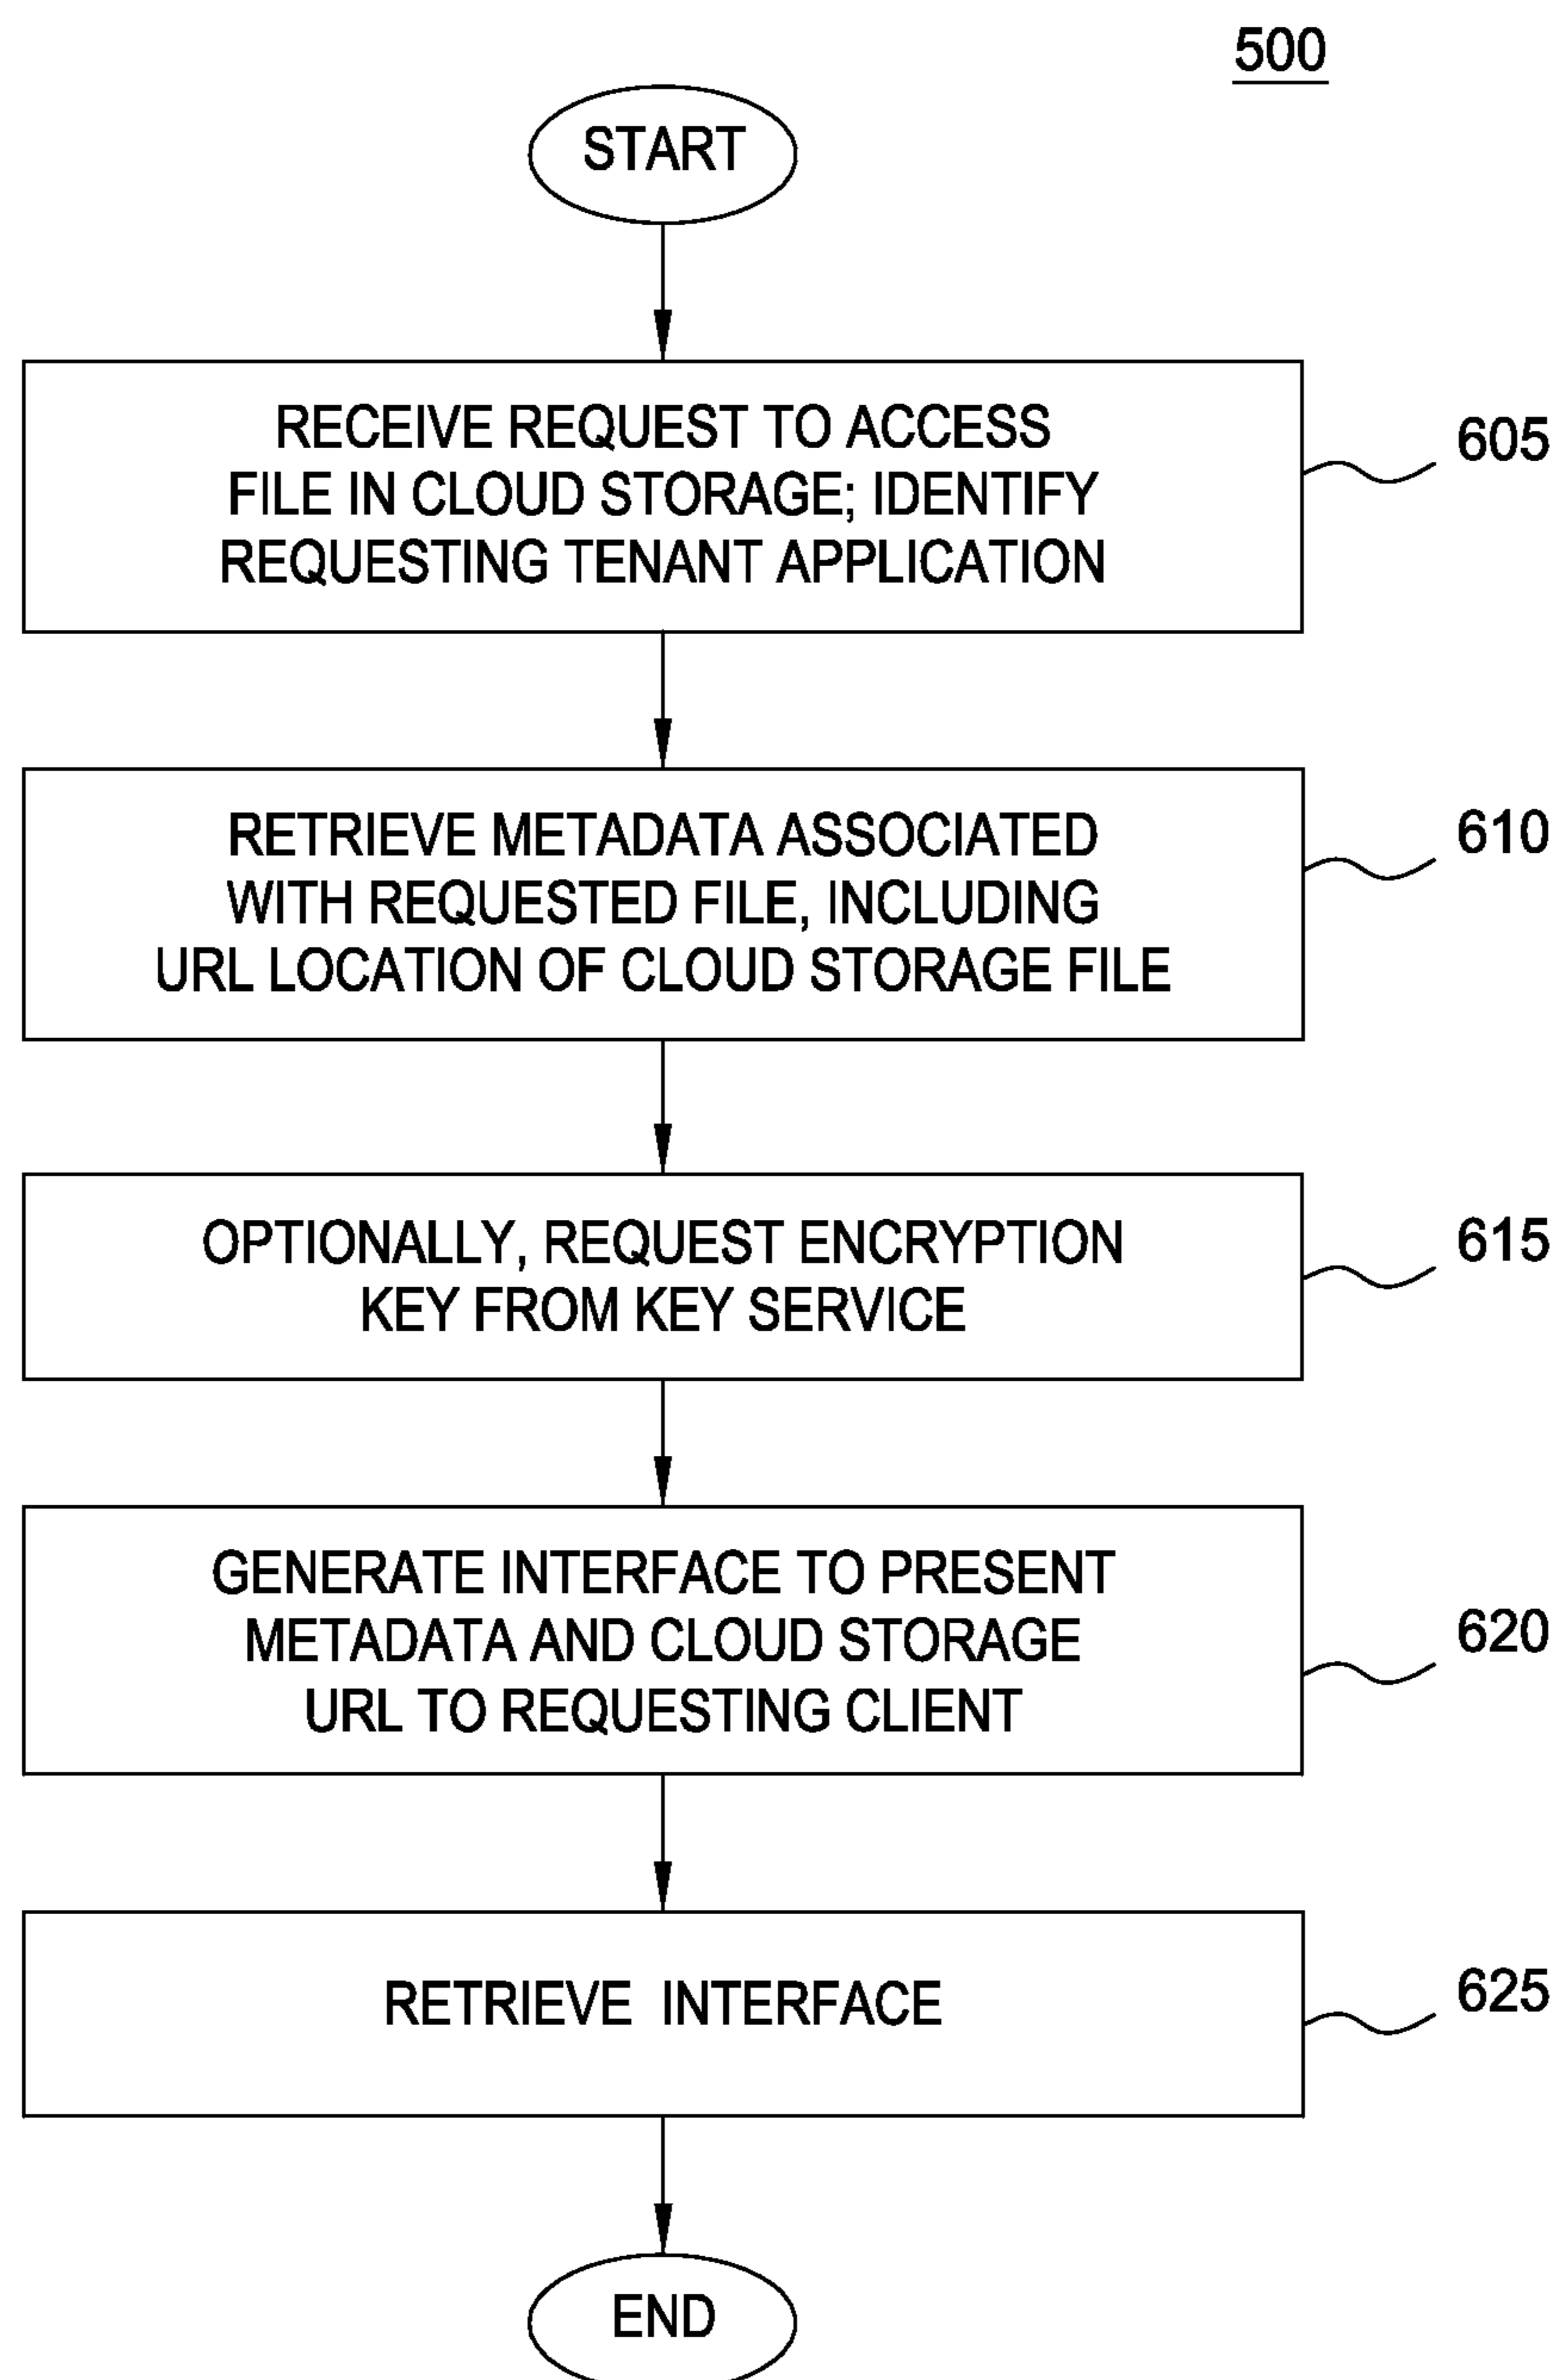 500
START
RECEIVE REQUEST TO ACCESS
FILE IN CLOUD STORAGE; IDENTIFY
REQUESTING TENANT APPLICATION
605
RETRIEVE METADATA ASSOCIATED
WITH REQUESTED FILE, INCLUDING
URL LOCATION OF CLOUD STORAGE FILE
610
OPTIONALLY, REQUEST ENCRYPTION
KEY FROM KEY SERVICE
615
GENERATE INTERFACE TO PRESENT
METADATA AND CLOUD STORAGE
URL TO REQUESTING CLIENT
620
RETRIEVE INTERFACE
625
END